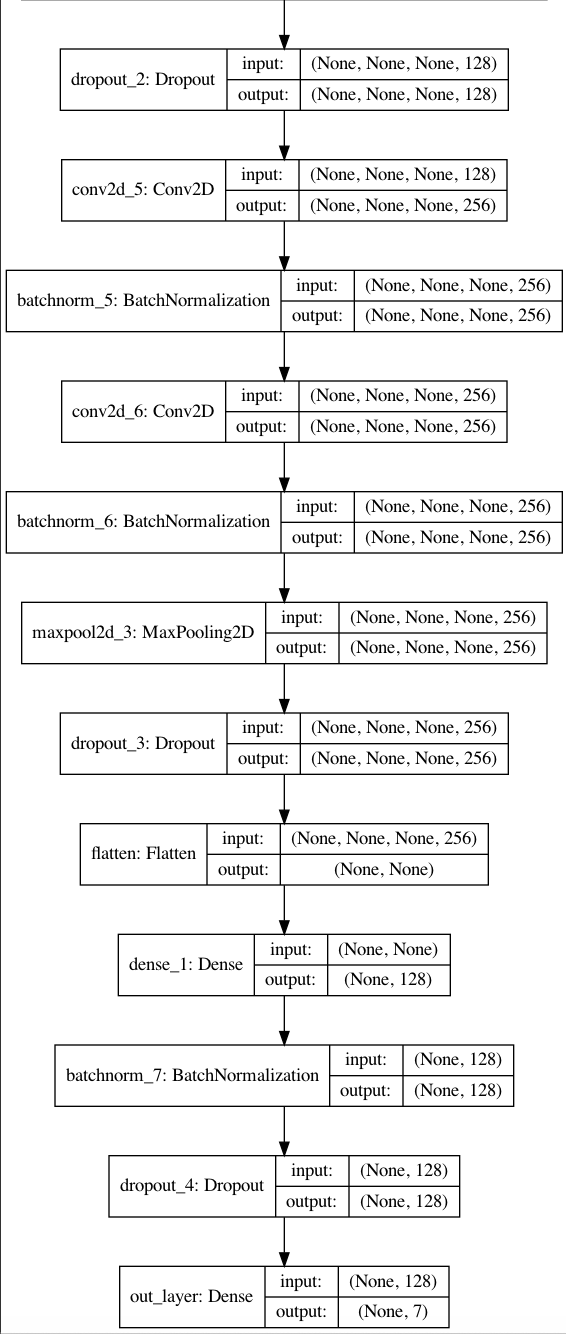 dropout_2: Dropout
input: (None, None, None, 128)
output: (None, None, None, 128)
conv2d_5: Conv2D
input: (None, None, None, 128)
output: (None, None, None, 256)
batchnorm_5: BatchNormalization
input: (None, None, None, 256)
output: (None, None, None, 256)
conv2d_6: Conv2D
input: (None, None, None, 256)
output: (None, None, None, 256)
batchnorm_6: BatchNormalization
input: (None, None, None, 256)
output: (None, None, None, 256)
maxpool2d_3: MaxPooling2D
input: (None, None, None, 256)
output: (None, None, None, 256)
dropout_3: Dropout
input: (None, None, None, 256)
output: (None, None, None, 256)
flatten: Flatten
input: (None, None, None, 256)
output: (None, None)
dense_1: Dense
input: (None, None)
output: (None, 128)
batchnorm_7: BatchNormalization
input: (None, 128)
output: (None, 128)
dropout_4: Dropout
input: (None, 128)
output: (None, 128)
out_layer: Dense
input: (None, 128)
output: (None, 7)